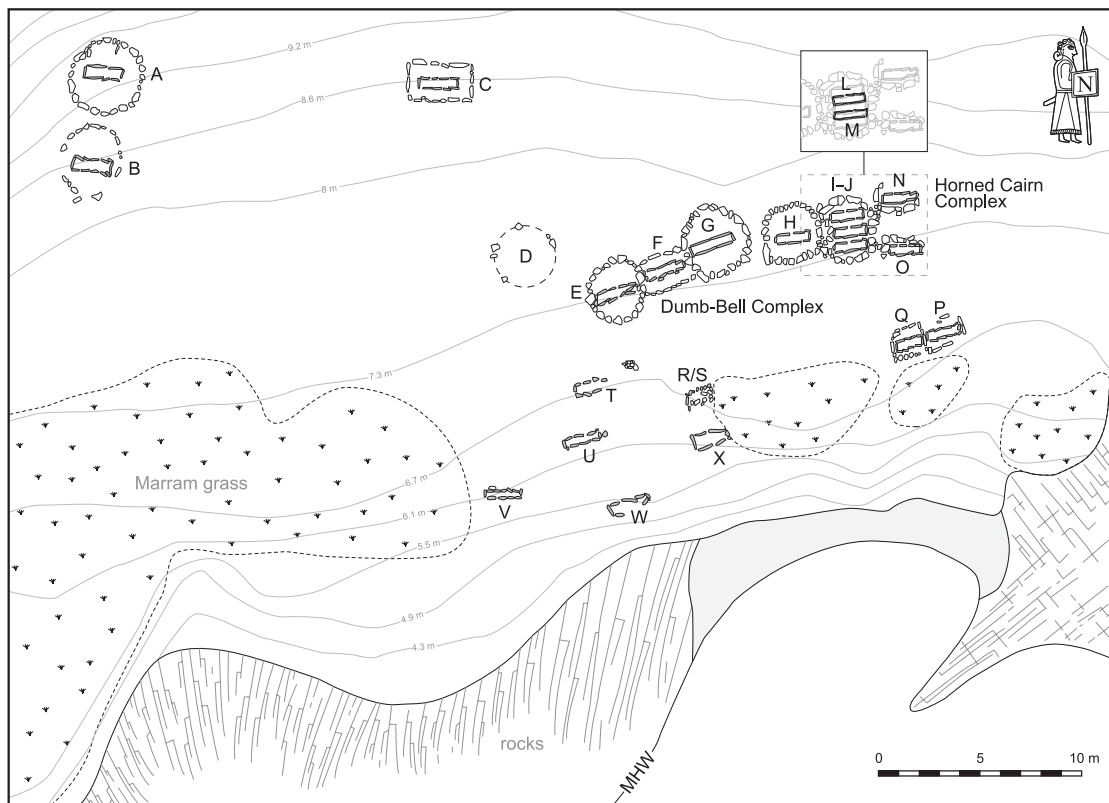 9.2 m
A
8.6 m
C
B
8 m
L
M
N
I–J
N
Horned Cairn
Complex
H
G
F
D
E
O
Dumb-Bell Complex
Q
P
7.3 m
R/S
T
U
X
Marram grass
6.7 m
6.1 m
V
W
5.5 m
4.9 m
4.3 m
rocks
MHW
0
5
10 m